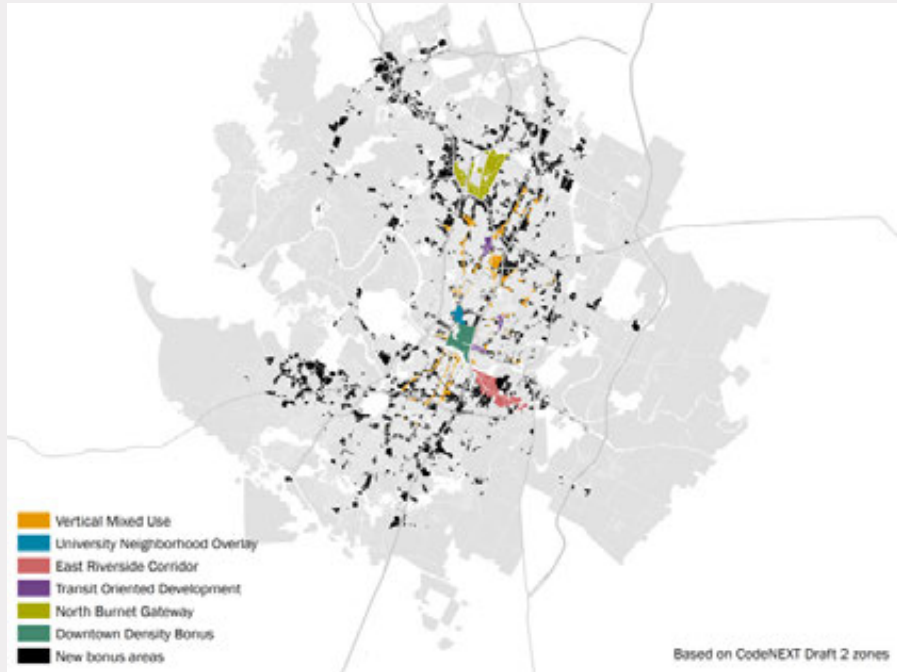 Vertical Mixed Use
University Neighborhood Overlay
East Riverside Corridor
Transit Oriented Development
North Burnet Gateway
Downtown Density Bonus
New bonus areas
Based on CodeNEXT Draft 2 zones